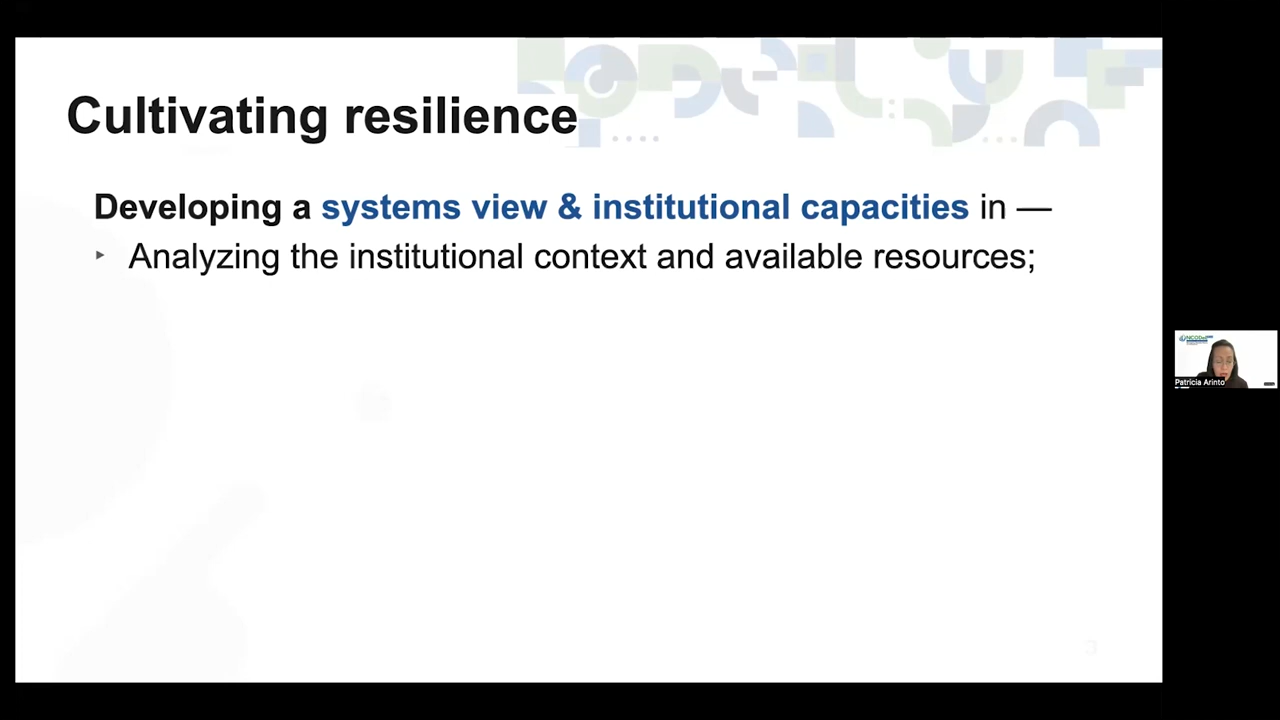 Cultivating resilience
Developing a systems view & institutional capacities in —
‣ Analyzing the institutional context and available resources;
Patricia Arinto